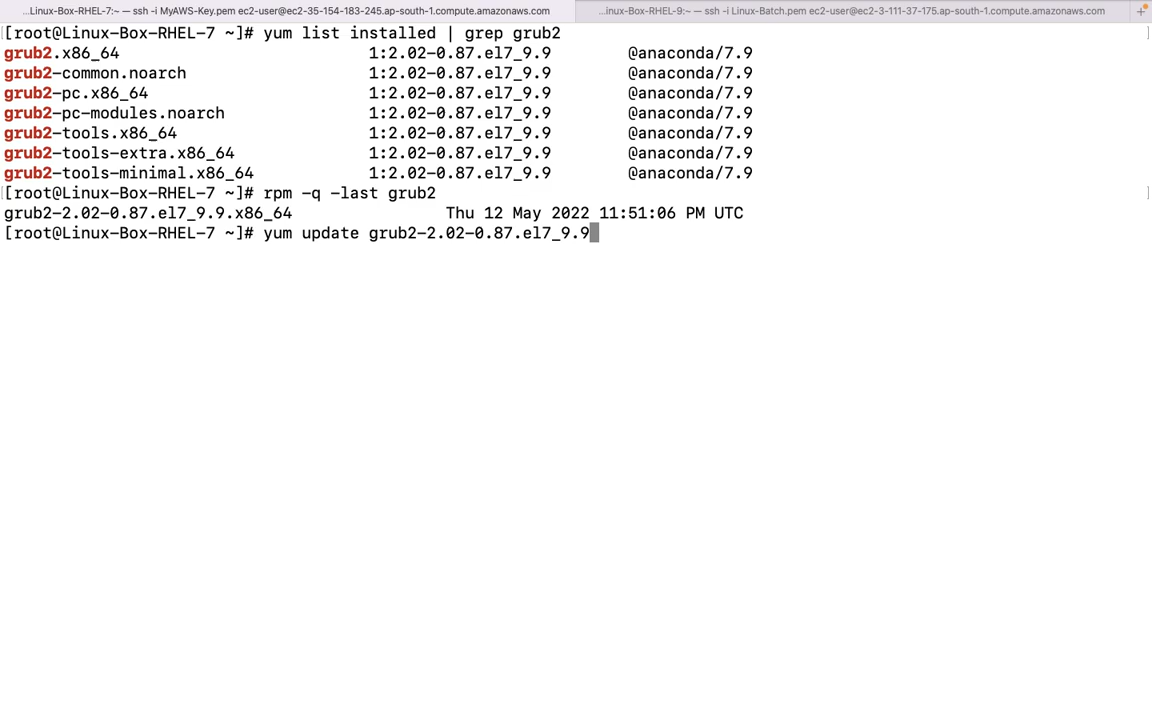 ...Linux-Box-RHEL-7:~ — ssh -i MyAWS-Key.pem ec2-user@ec2-35-154-183-245.ap-south-1.compute.amazonaws.com
...inux-Box-RHEL-9:~ — ssh -i Linux-Batch.pem ec2-user@ec2-3-111-37-175.ap-south-1.compute.amazonaws.com
[root@Linux-Box-RHEL-7 ~]# yum list installed | grep grub2
grub2.x86_64 1:2.02-0.87.el7_9.9 @anaconda/7.9
grub2-common.noarch 1:2.02-0.87.el7_9.9 @anaconda/7.9
grub2-pc.x86_64 1:2.02-0.87.el7_9.9 @anaconda/7.9
grub2-pc-modules.noarch 1:2.02-0.87.el7_9.9 @anaconda/7.9
grub2-tools.x86_64 1:2.02-0.87.el7_9.9 @anaconda/7.9
grub2-tools-extra.x86_64 1:2.02-0.87.el7_9.9 @anaconda/7.9
grub2-tools-minimal.x86_64 1:2.02-0.87.el7_9.9 @anaconda/7.9
[root@Linux-Box-RHEL-7 ~]# rpm -q -last grub2
grub2-2.02-0.87.el7_9.9.x86_64 Thu 12 May 2022 11:51:06 PM UTC
[root@Linux-Box-RHEL-7 ~]# yum update grub2-2.02-0.87.el7_9.9